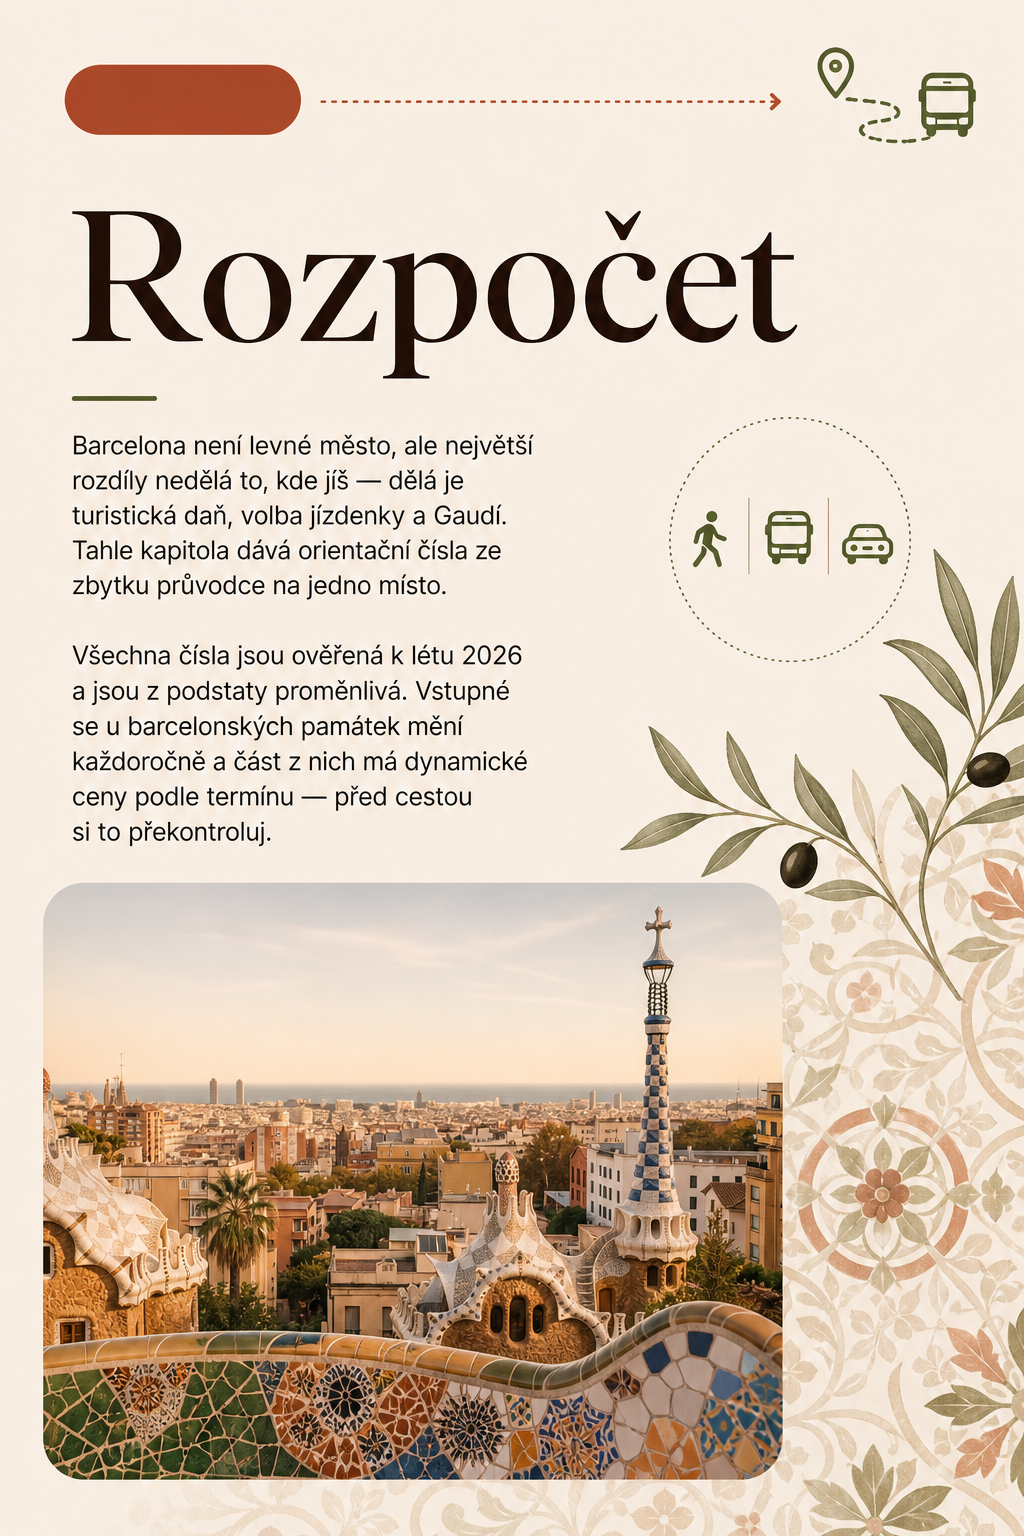 Rozpočet
Barcelona není levné město, ale největší
rozdíly nedělá to, kde jíš — dělá je
turistická daň, volba jízdenky a Gaudí.
Tahle kapitola dává orientační čísla ze
zbytku průvodce na jedno místo.
Všechna čísla jsou ověřená k létu 2026
a jsou z podstaty proměnlivá. Vstupné
se u barcelonských památek mění
každoročně a část z nich má dynamické
ceny podle termínu — před cestou
si to překontroluj.